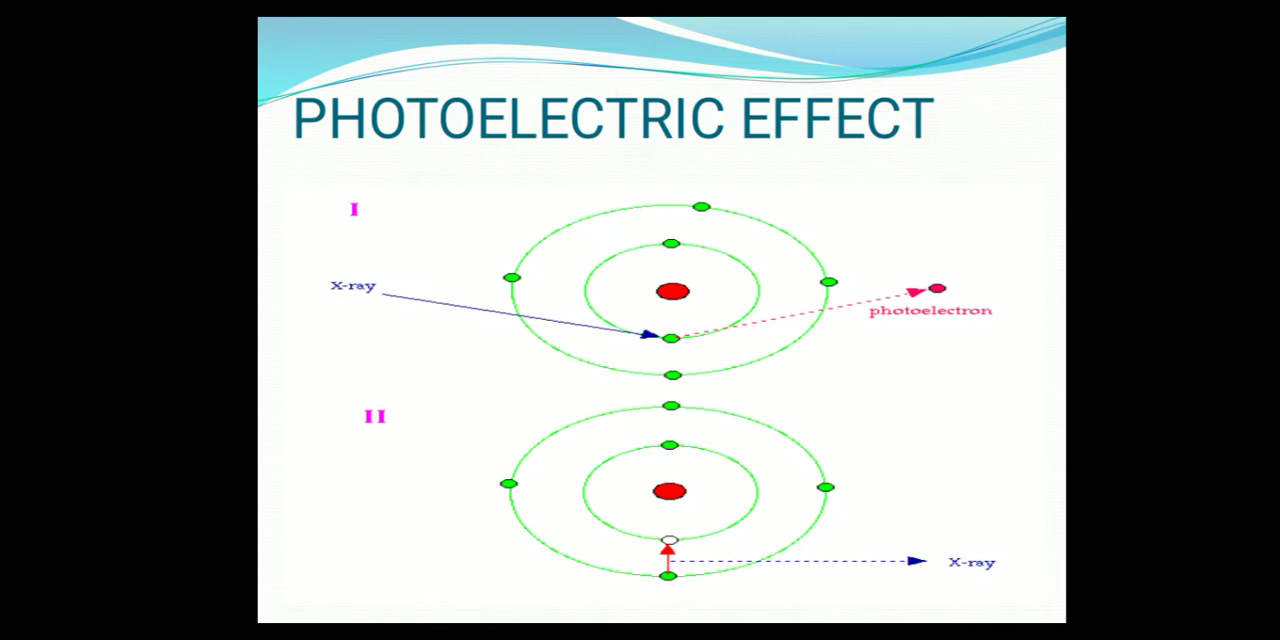 PHOTOELECTRIC EFFECT
I
X-ray
photoelectron
II
X-ray